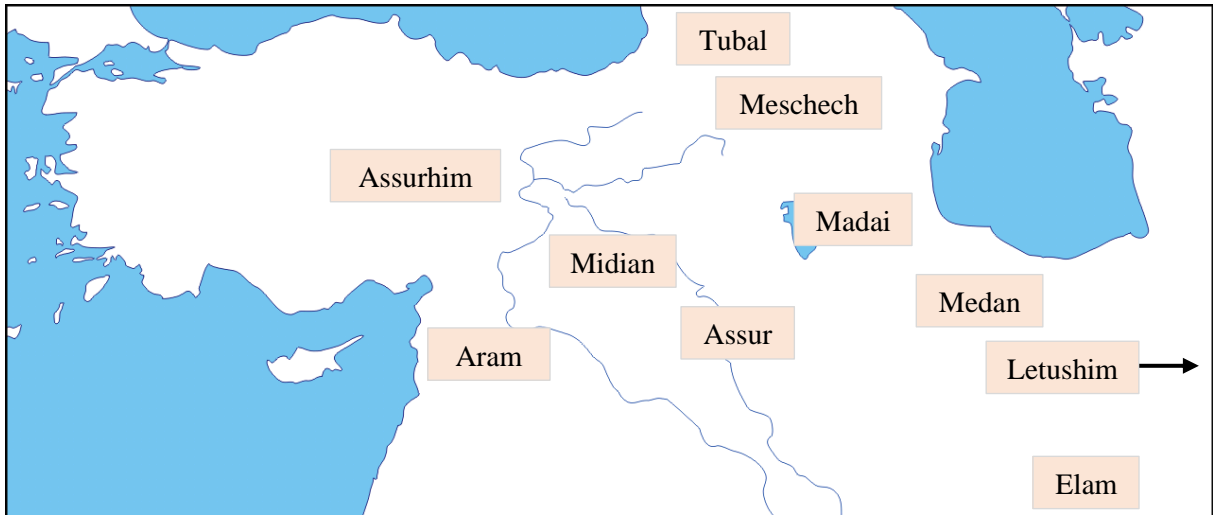 Tubal
Meschech
Assurhim
Madai
Midian
Medan
Assur
Aram
Letushim
Elam